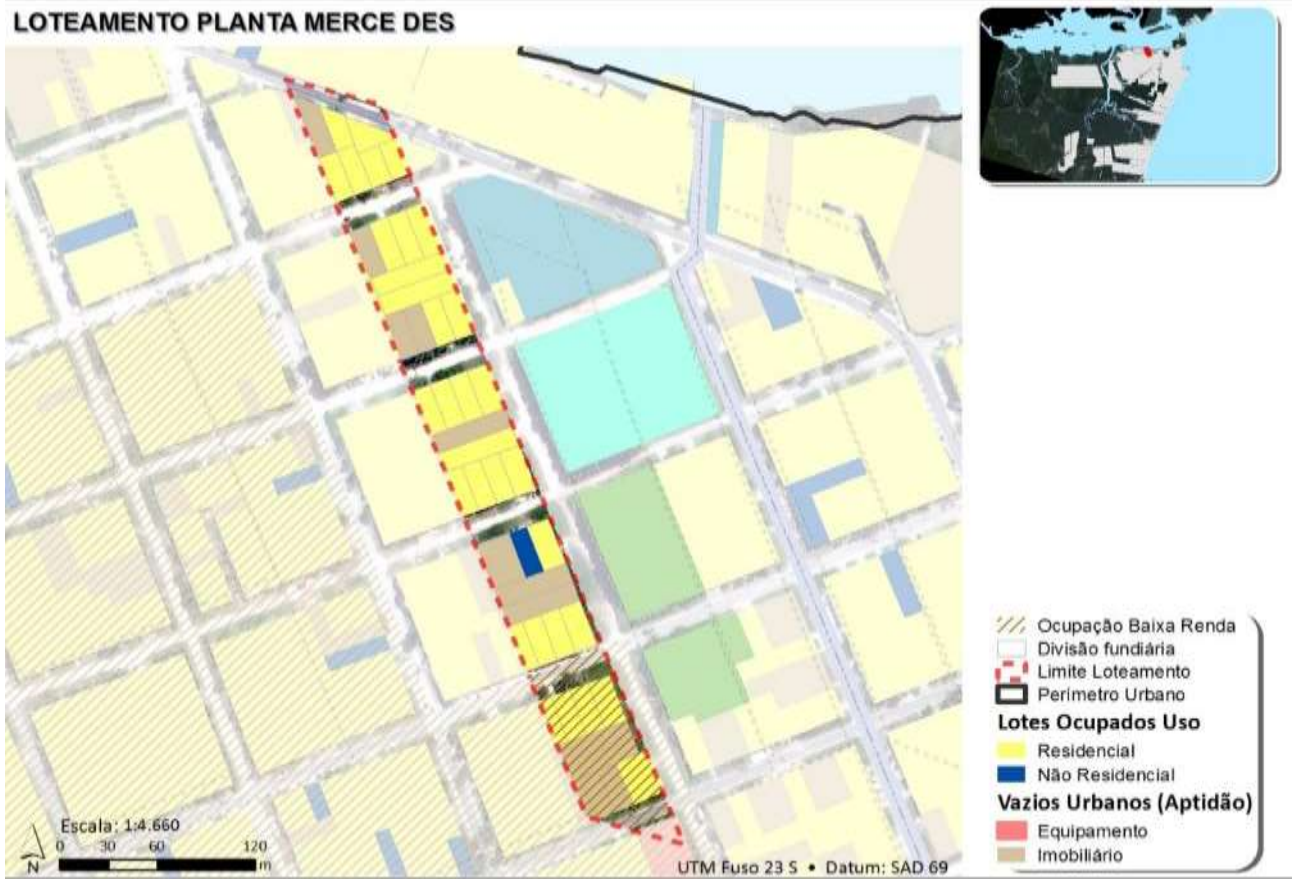 LOTEAMENTO PLANTA MERCE DES
Ocupação Baixa Renda
Divisão fundiária
Limite Loteamento
Perímetro Urbano
Lotes Ocupados Uso
Residencial
Não Residencial
Vazios Urbanos (Aptidão)
Equipamento
Imobiliário
Escala: 1:4.660
0 30 60 120
m
N
UTM Fuso 23 S • Datum: SAD 69